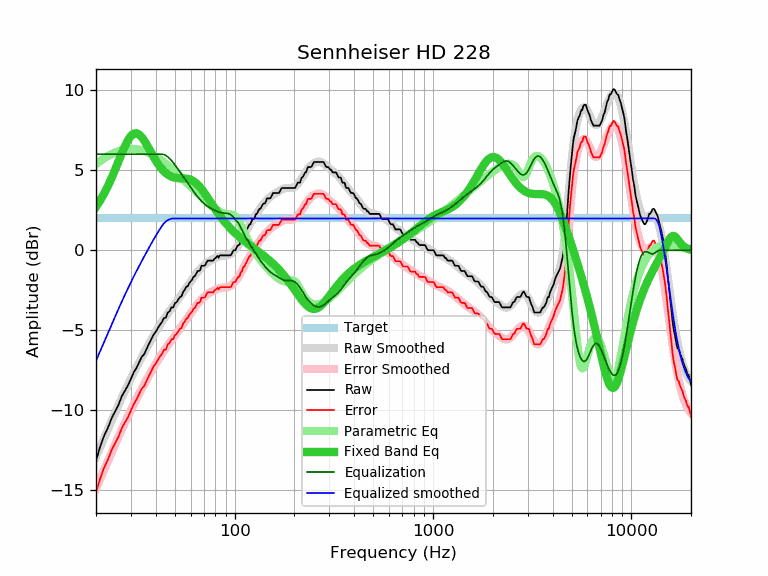 Sennheiser HD 228
Amplitude (dBr)
10
5
0
−5
−10
−15
Target
Raw Smoothed
Error Smoothed
Raw
Error
Parametric Eq
Fixed Band Eq
Equalization
Equalized smoothed
100
1000
10000
Frequency (Hz)